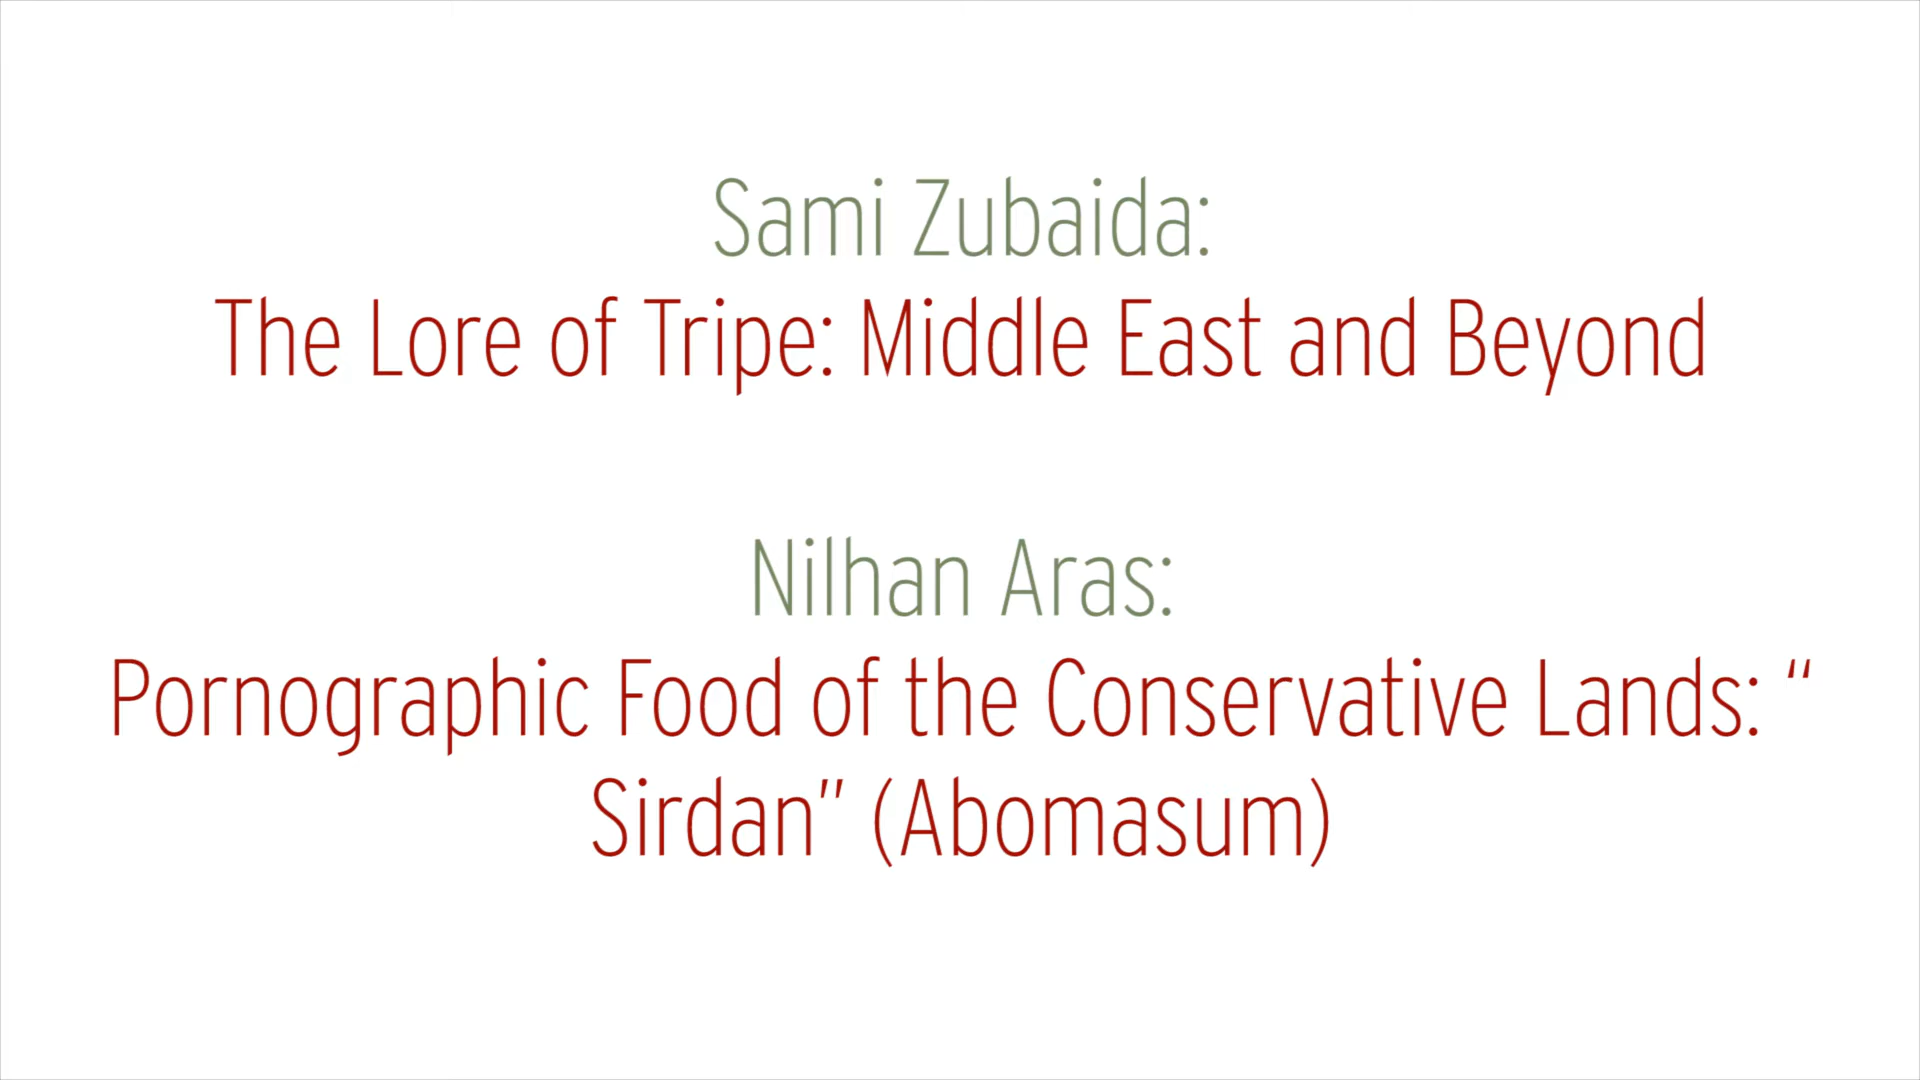 Sami Zubaida:
The Lore of Tripe: Middle East and Beyond
Nilhan Aras:
Pornographic Food of the Conservative Lands: “
Sirdan” (Abomasum)